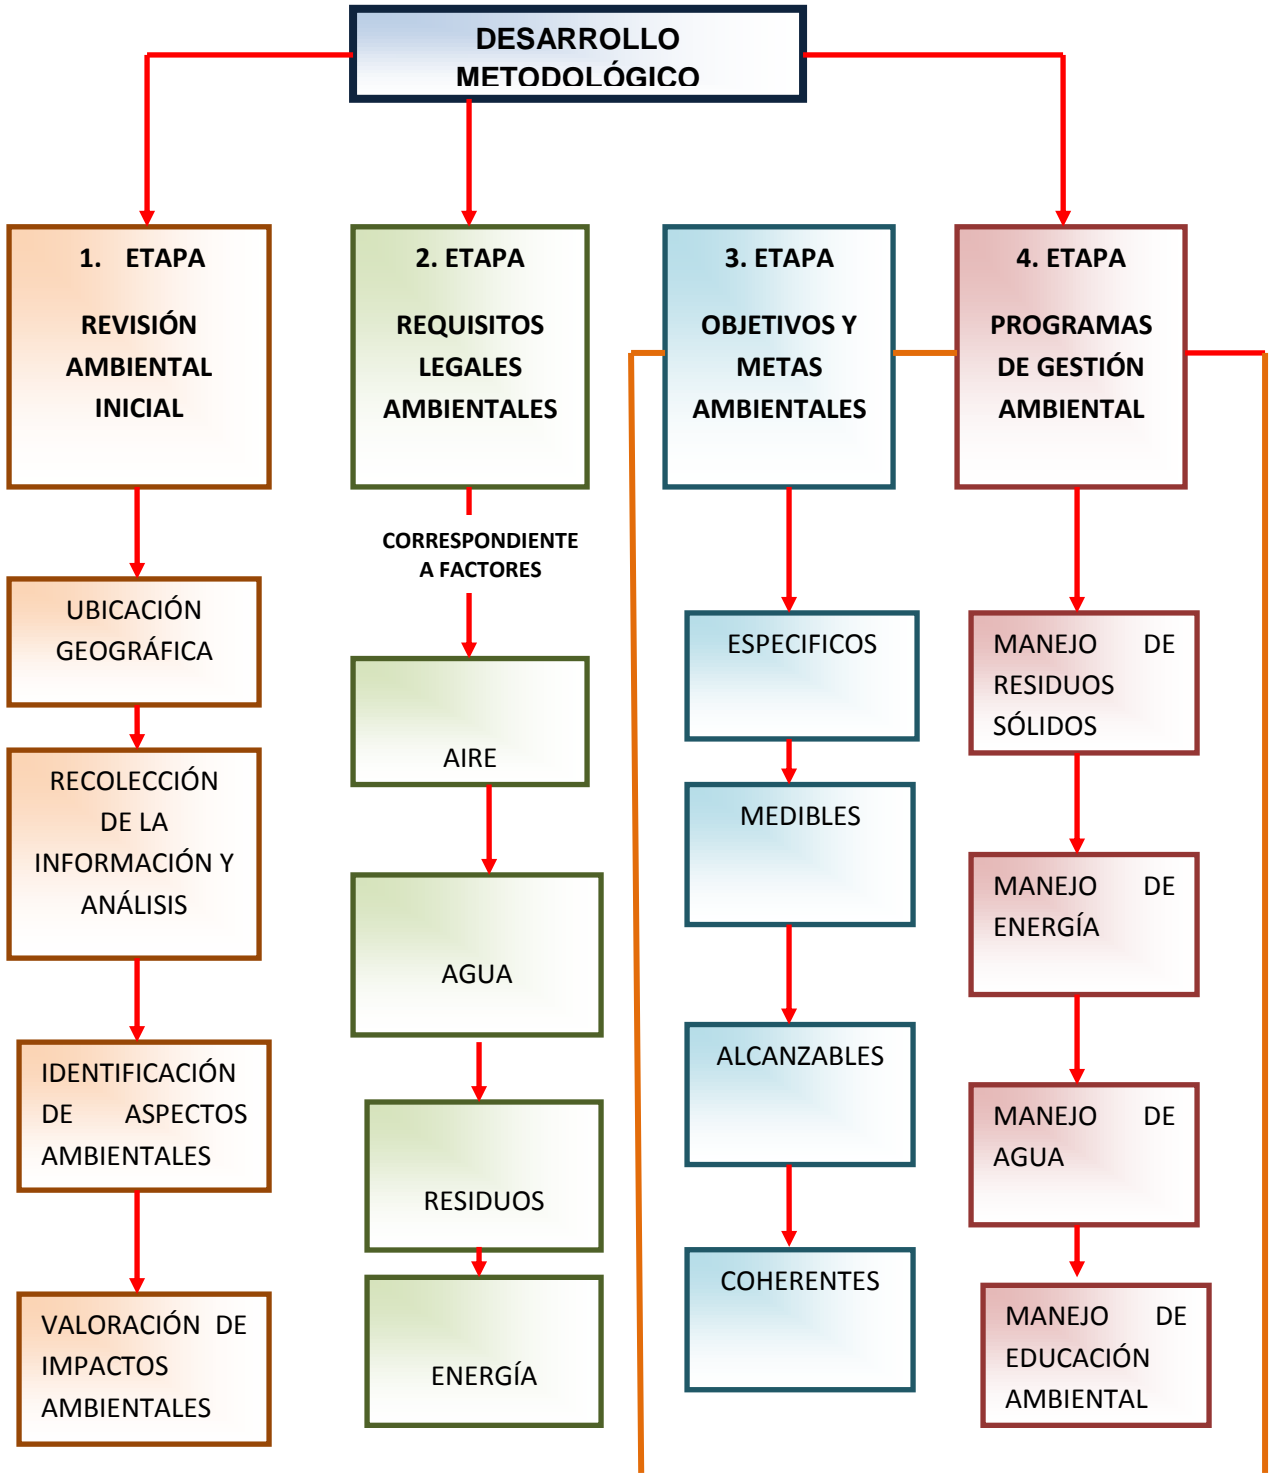 DESARROLLO
METODOLÓGICO
1. ETAPA
REVISIÓN
AMBIENTAL
INICIAL
UBICACIÓN
GEOGRÁFICA
RECOLECCIÓN
DE LA
INFORMACIÓN Y
ANÁLISIS
IDENTIFICACIÓN
DE ASPECTOS
AMBIENTALES
VALORACIÓN DE
IMPACTOS
AMBIENTALES
2. ETAPA
REQUISITOS
LEGALES
AMBIENTALES
CORRESPONDIENTE
A FACTORES
AIRE
AGUA
RESIDUOS
ENERGÍA
3. ETAPA
OBJETIVOS Y
METAS
AMBIENTALES
ESPECIFICOS
MEDIBLES
ALCANZABLES
COHERENTES
4. ETAPA
PROGRAMAS
DE GESTIÓN
AMBIENTAL
MANEJO DE
RESIDUOS
SÓLIDOS
MANEJO DE
ENERGÍA
MANEJO DE
AGUA
MANEJO DE
EDUCACIÓN
AMBIENTAL